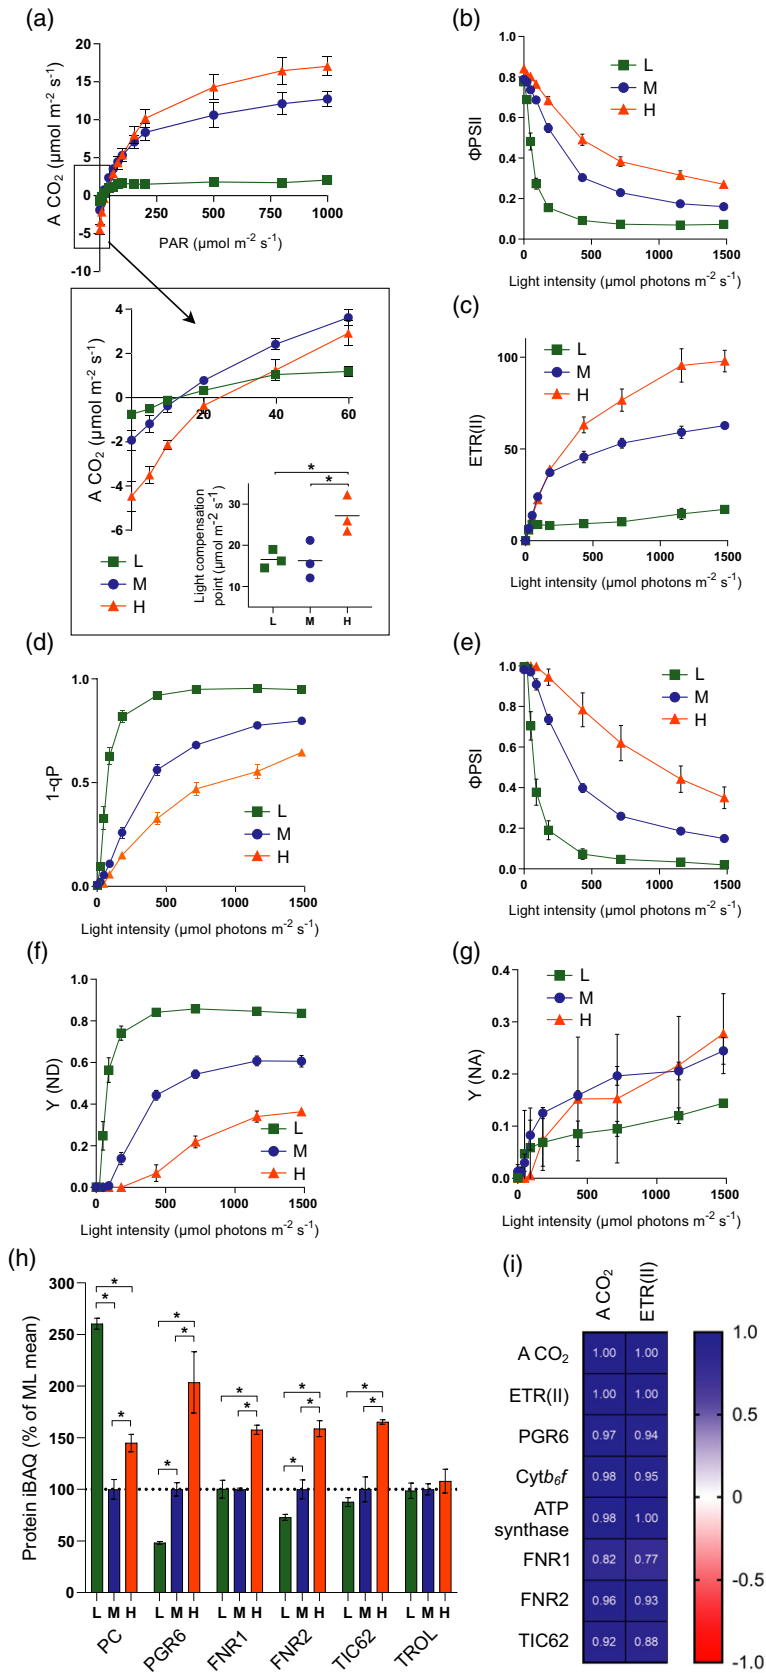 (a)
A CO₂ (μmol m⁻² s⁻¹)
20
15
10
5
0
-5
-10
250
500
750
1000
PAR (μmol m⁻² s⁻¹)
A CO₂ (μmol m⁻² s⁻¹)
4
2
0
-2
-4
-6
20
40
60
L
M
H
Light compensation
point (μmol m⁻² s⁻¹)
30
20
10
*
*
L M H
(b)
ΦPSII
1.0
0.8
0.6
0.4
0.2
0.0
0 500 1000 1500
Light intensity (μmol photons m⁻² s⁻¹)
L
M
H
(c)
ETR(II)
100
50
0
0 500 1000 1500
Light intensity (μmol photons m⁻² s⁻¹)
L
M
H
(d)
1-qP
1.0
0.5
0.0
0 500 1000 1500
Light intensity (μmol photons m⁻² s⁻¹)
L
M
H
(e)
ΦPSI
1.0
0.8
0.6
0.4
0.2
0.0
0 500 1000 1500
Light intensity (μmol photons m⁻² s⁻¹)
L
M
H
(f)
Y (ND)
1.0
0.8
0.6
0.4
0.2
0.0
0 500 1000 1500
Light intensity (μmol photons m⁻² s⁻¹)
L
M
H
(g)
Y (NA)
0.4
0.3
0.2
0.1
0.0
0 500 1000 1500
Light intensity (μmol photons m⁻² s⁻¹)
L
M
H
(h)
Protein iBAQ (% of ML mean)
300
250
200
150
100
50
0
* * *
* * *
* *
* * *
* *
L M H L M H L M H L M H L M H L M H
PC PGR6 FNR1 FNR2 TIC62 TROL
(i)
A CO₂ ETR(II)
A CO₂ 1.00 1.00
ETR(II) 1.00 1.00
PGR6 0.97 0.94
Cytb₆f 0.98 0.95
ATP
synthase 0.98 1.00
FNR1 0.82 0.77
FNR2 0.96 0.93
TIC62 0.92 0.88
1.0
0.5
0
-0.5
-1.0